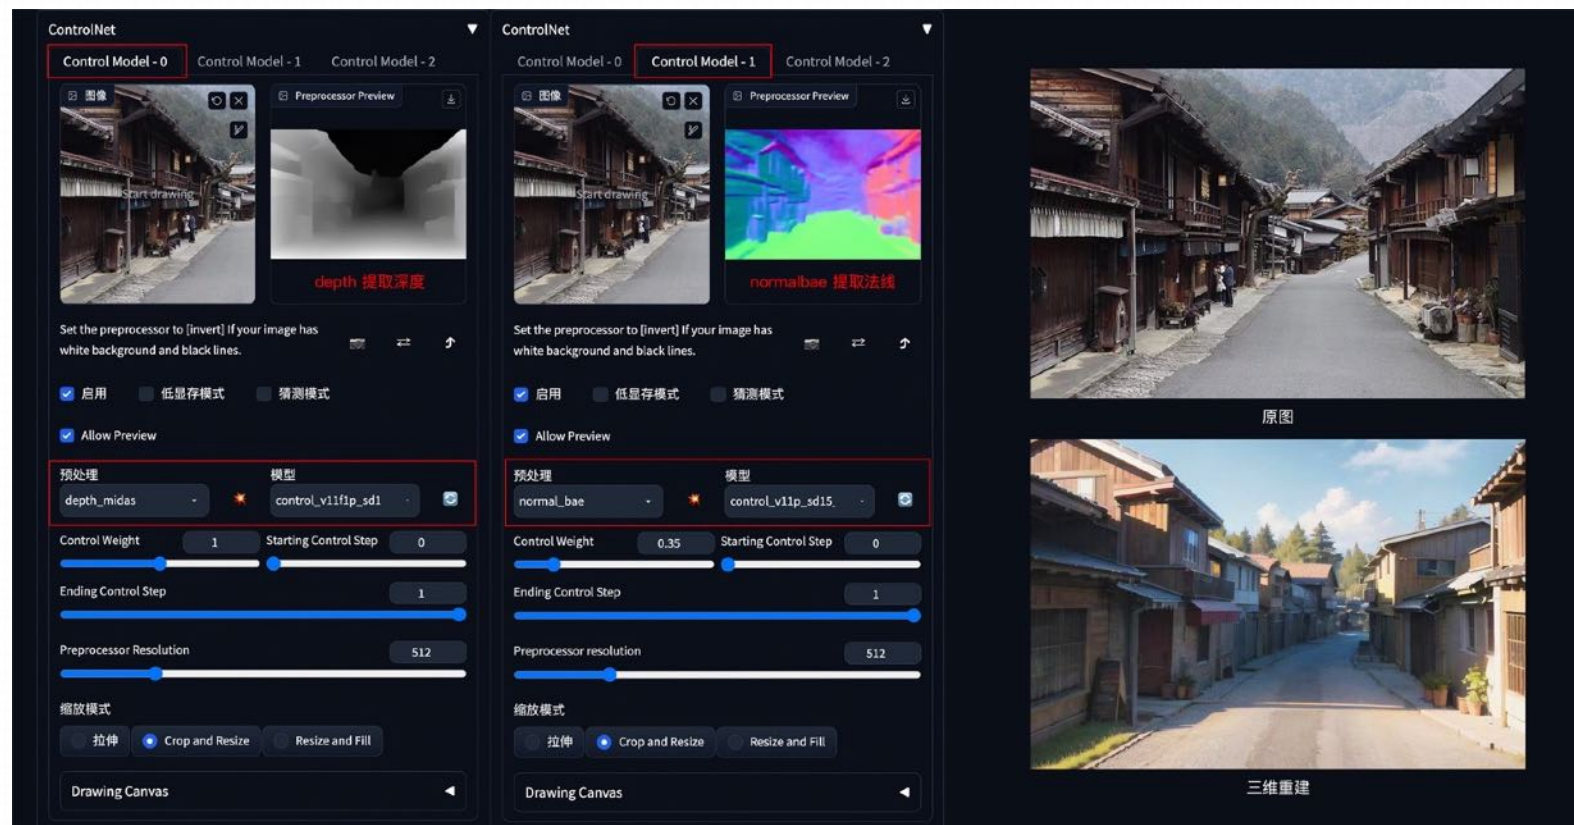 ControlNet
Control Model - 0
Control Model - 1
Control Model - 2
图像
Preprocessor Preview
Start drawing
depth 提取深度
Set the preprocessor to [invert] If your image has
white background and black lines.
启用
低显存模式
猜测模式
Allow Preview
预处理
模型
depth_midas
control_v11f1p_sd1
Control Weight
1
Starting Control Step
0
Ending Control Step
1
Preprocessor Resolution
512
缩放模式
拉伸
Crop and Resize
Resize and Fill
Drawing Canvas
ControlNet
Control Model - 0
Control Model - 1
Control Model - 2
图像
Preprocessor Preview
Start drawing
normalbae 提取法线
Set the preprocessor to [invert] If your image has
white background and black lines.
启用
低显存模式
猜测模式
Allow Preview
预处理
模型
normal_bae
control_v11p_sd15_
Control Weight
0.35
Starting Control Step
0
Ending Control Step
1
Preprocessor resolution
512
缩放模式
拉伸
Crop and Resize
Resize and Fill
Drawing Canvas
原图
三维重建